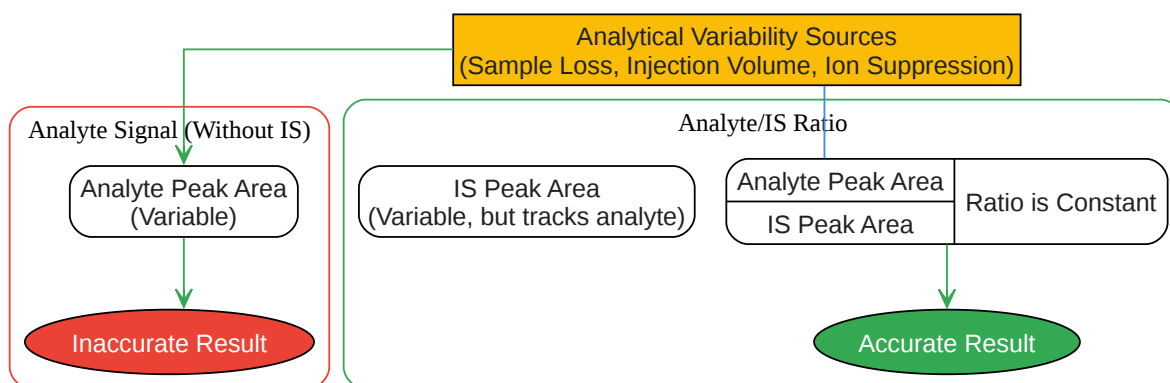 Analytical Variability Sources
(Sample Loss, Injection Volume, Ion Suppression)
Analyte Signal (Without IS)
Analyte Peak Area
(Variable)
Inaccurate Result
Analyte/IS Ratio
IS Peak Area
(Variable, but tracks analyte)
Analyte Peak Area
IS Peak Area
Ratio is Constant
Accurate Result